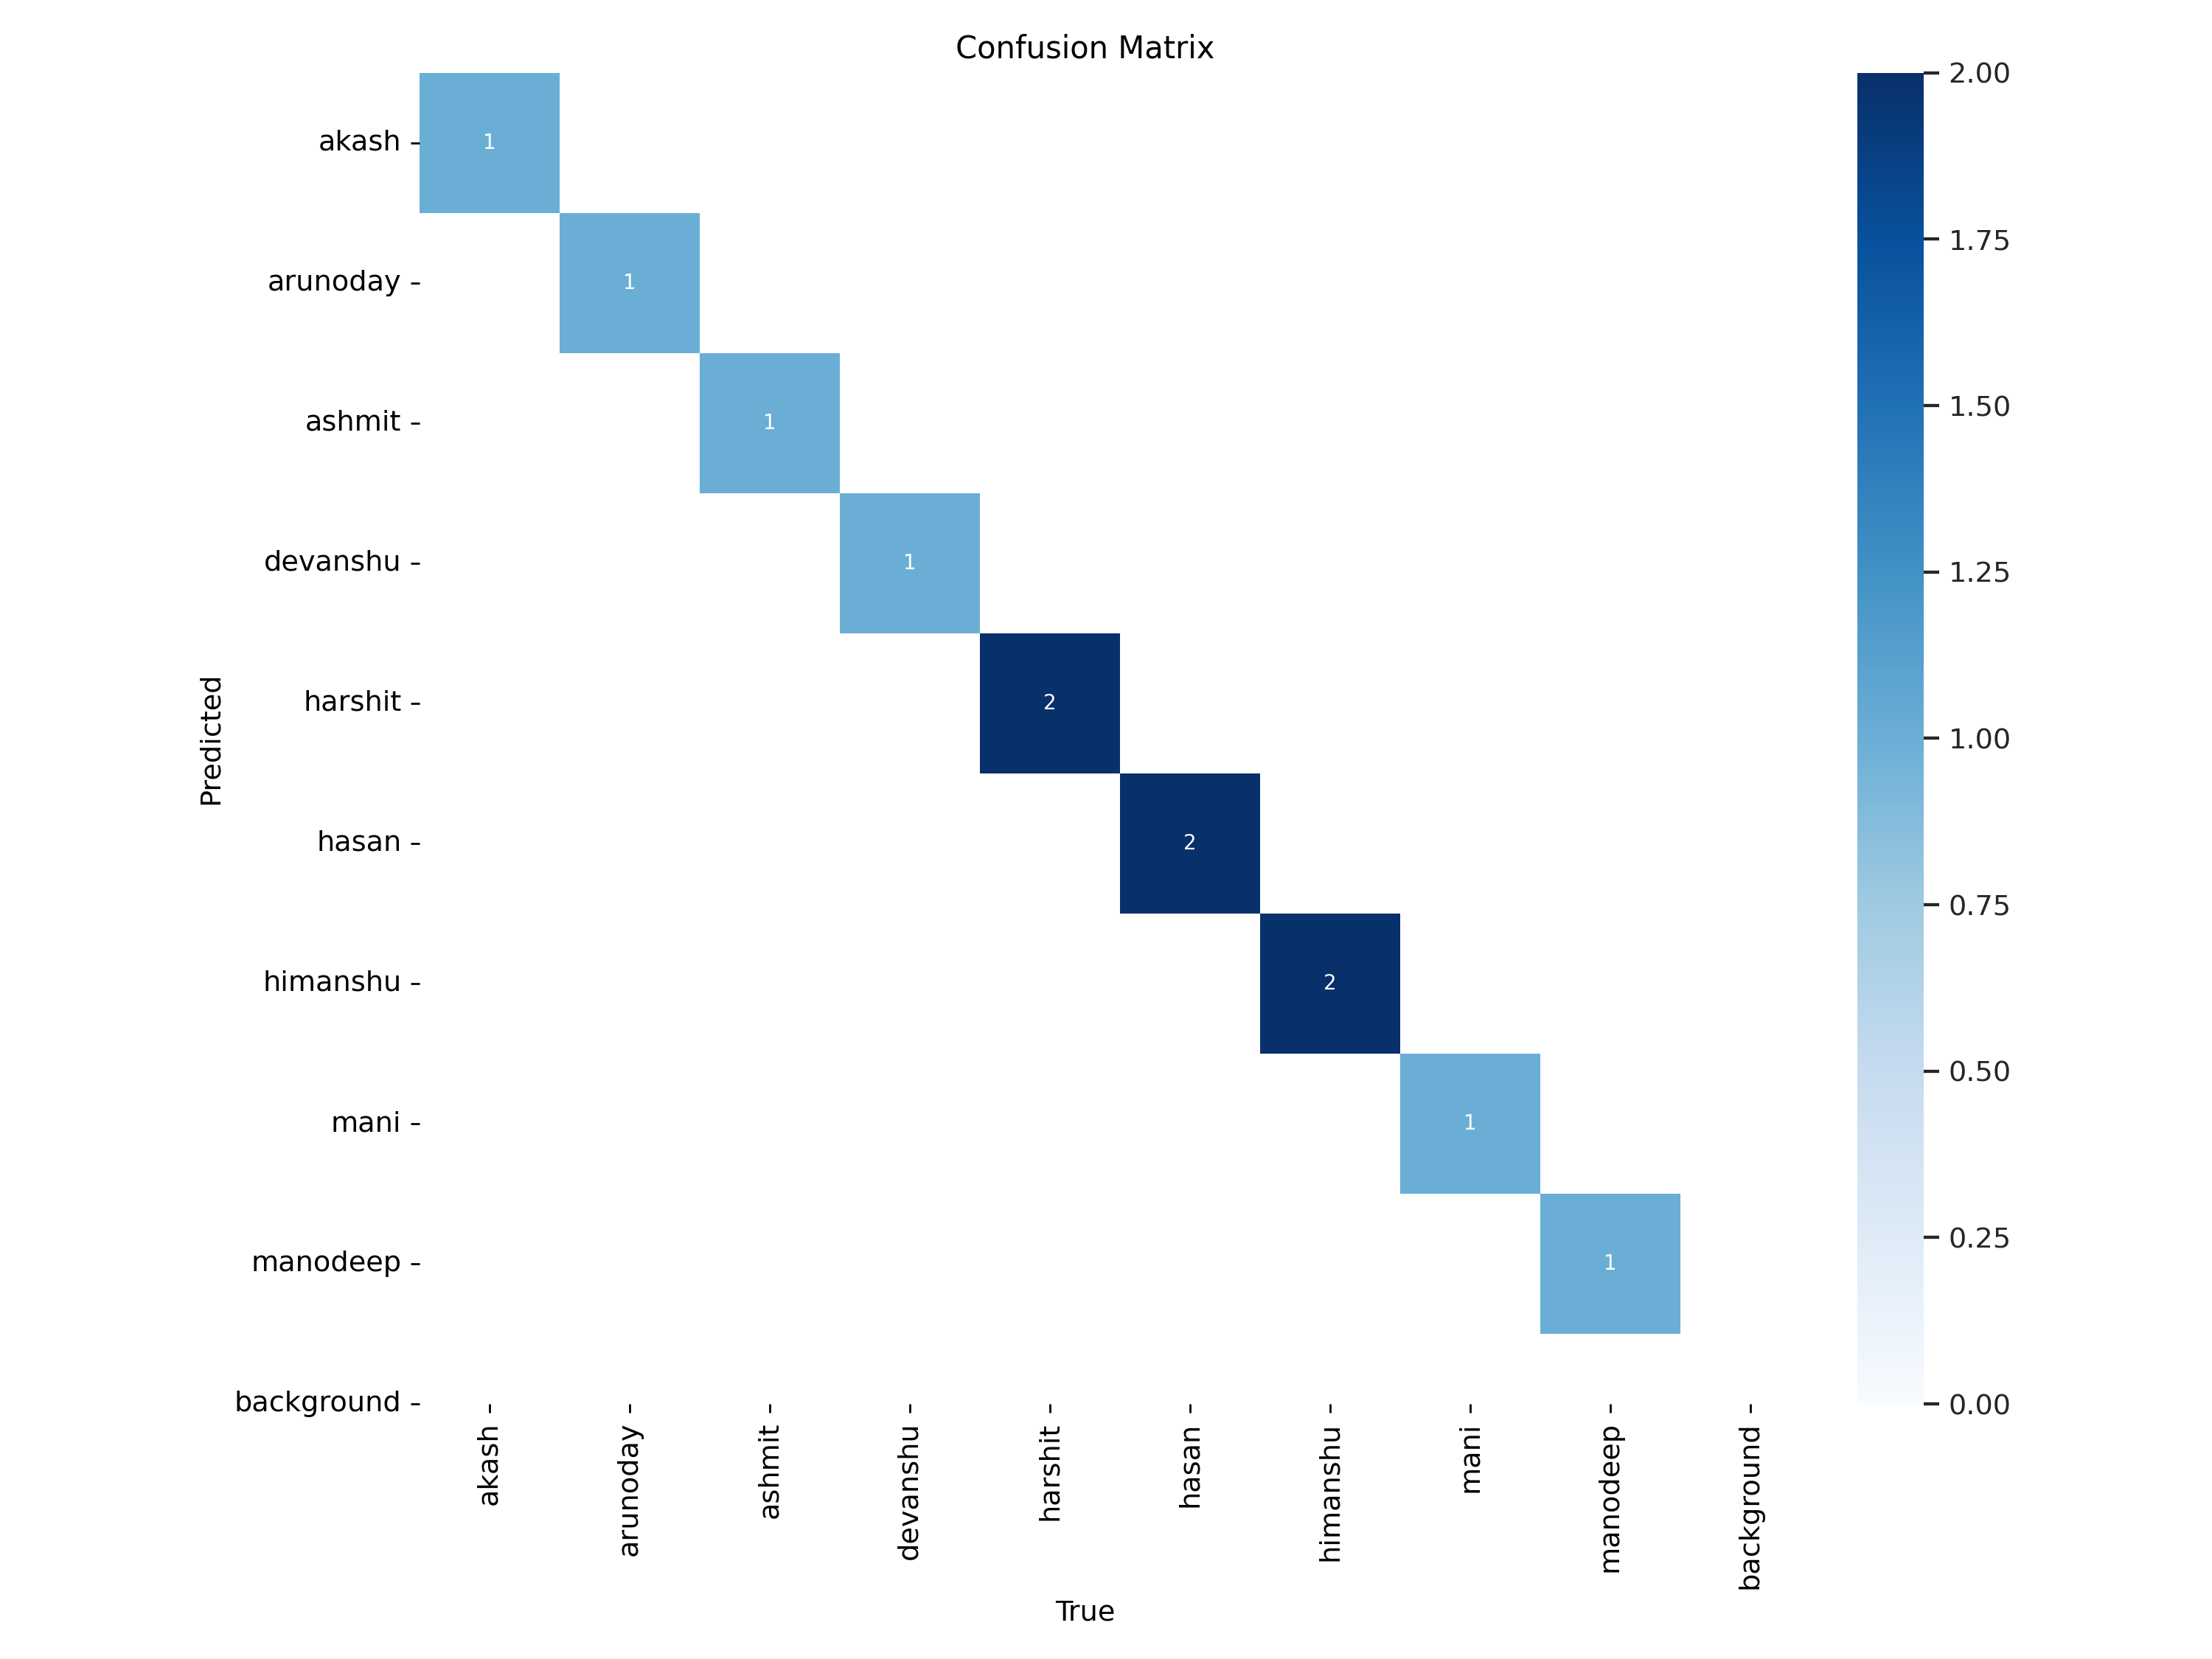 Confusion Matrix
akash
1
arunoday
1
ashmit
1
devanshu
1
harshit
2
hasan
2
himanshu
2
mani
1
manodeep
1
background
Predicted
akash
arunoday
ashmit
devanshu
harshit
hasan
himanshu
mani
manodeep
background
True
2.00
1.75
1.50
1.25
1.00
0.75
0.50
0.25
0.00